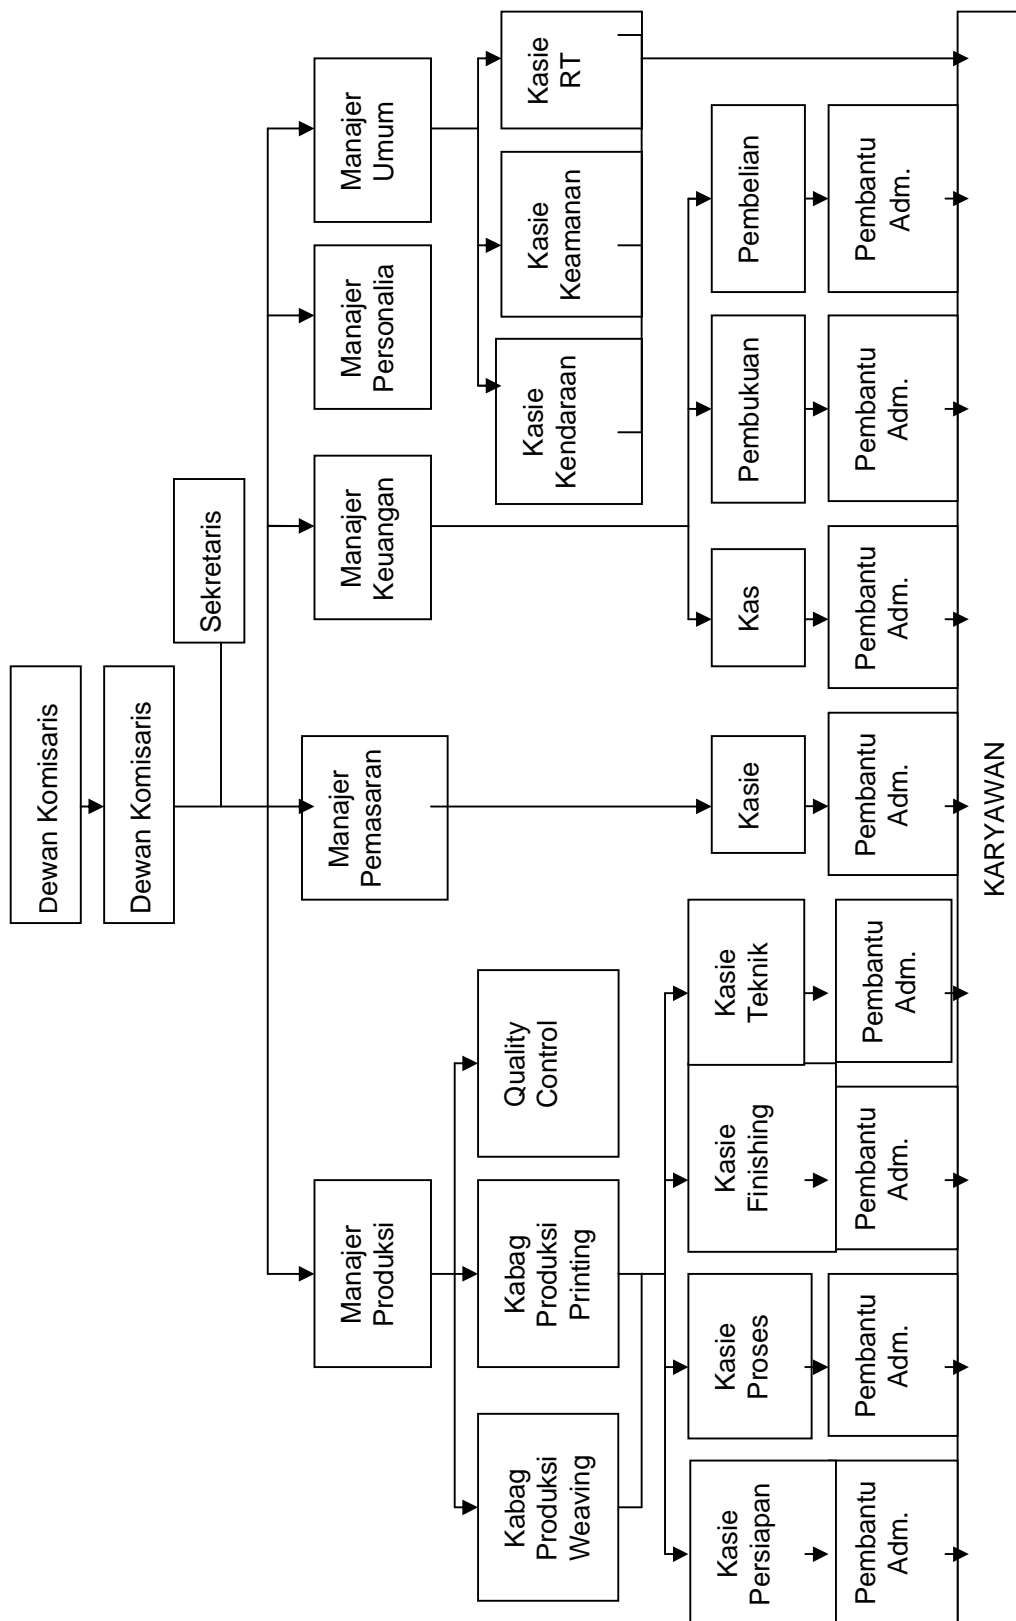 Dewan Komisaris
Dewan Komisaris
Sekretaris
Manajer
Produksi
Manajer
Pemasaran
Manajer
Keuangan
Manajer
Personalia
Manajer
Umum
Kabag
Produksi
Weaving
Kabag
Produksi
Printing
Quality
Control
Kasie
Kendaraan
Kasie
Keamanan
Kasie
RT
Kasie
Persiapan
Kasie
Proses
Kasie
Finishing
Kasie
Teknik
Kasie
Kas
Pembukuan
Pembelian
Pembantu
Adm.
Pembantu
Adm.
Pembantu
Adm.
Pembantu
Adm.
Pembantu
Adm.
Pembantu
Adm.
Pembantu
Adm.
Pembantu
Adm.
KARYAWAN